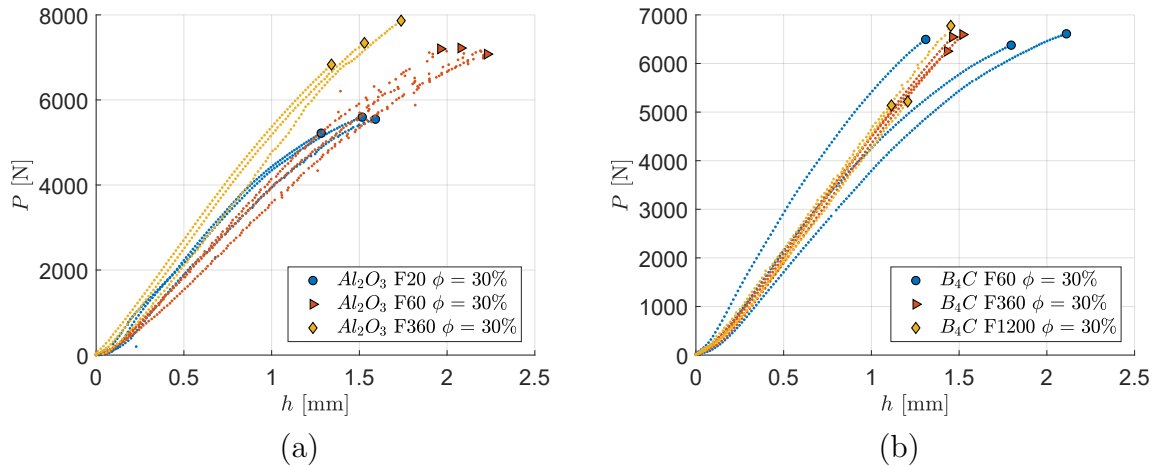 8000
6000
4000
2000
0
P [N]
0 0.5 1 1.5 2 2.5
h [mm]
Al₂O₃ F20 ϕ = 30%
Al₂O₃ F60 ϕ = 30%
Al₂O₃ F360 ϕ = 30%
(a)
7000
6000
5000
4000
3000
2000
1000
0
P [N]
0 0.5 1 1.5 2 2.5
h [mm]
B₄C F60 ϕ = 30%
B₄C F360 ϕ = 30%
B₄C F1200 ϕ = 30%
(b)